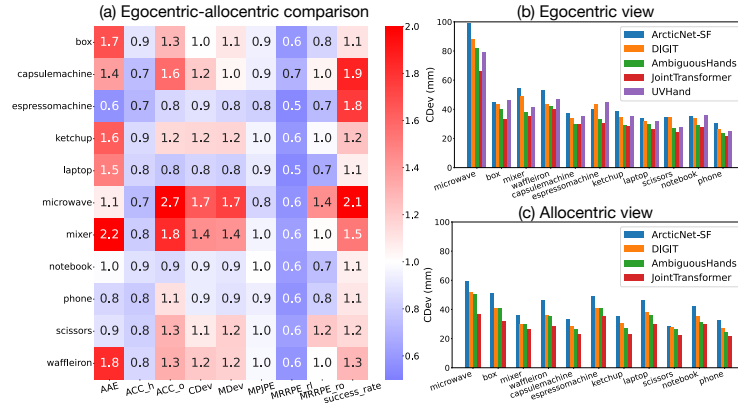 (a) Egocentric-allocentric comparison
box 1.7 0.9 1.3 1.0 1.1 0.9 0.6 0.8 1.1
capsulemachine 1.4 0.7 1.6 1.2 1.0 0.9 0.7 1.0 1.9
espressomachine 0.6 0.7 0.8 0.9 0.8 0.8 0.5 0.7 1.8
ketchup 1.6 0.9 1.2 1.2 1.2 1.0 0.6 1.0 1.2
laptop 1.5 0.8 0.8 0.8 0.8 0.9 0.5 0.7 1.1
microwave 1.1 0.7 2.7 1.7 1.7 0.8 0.6 1.4 2.1
mixer 2.2 0.8 1.8 1.4 1.4 1.0 0.6 1.0 1.5
notebook 1.0 0.9 0.9 0.9 1.0 1.0 0.6 0.7 1.1
phone 0.8 0.8 1.1 0.9 0.9 1.0 0.6 0.8 1.1
scissors 0.9 0.8 1.3 1.1 1.2 1.0 0.6 1.2 1.2
waffleiron 1.8 0.8 1.3 1.2 1.2 1.0 0.6 1.0 1.3
AAE ACC_h ACC_o CDev MDev MPJPE MRRPE_rl MRRPE_ro success_rate
2.0
1.8
1.6
1.4
1.2
1.0
0.8
0.6
(b) Egocentric view
CDev (mm)
100
80
60
40
20
0
ArcticNet-SF
DIGIT
AmbiguousHands
JointTransformer
UVHand
microwave box mixer waffleiron capsulemachine espressomachine ketchup laptop scissors notebook phone
(c) Allocentric view
CDev (mm)
100
80
60
40
20
0
ArcticNet-SF
DIGIT
AmbiguousHands
JointTransformer
microwave box mixer waffleiron capsulemachine espressomachine ketchup laptop scissors notebook phone